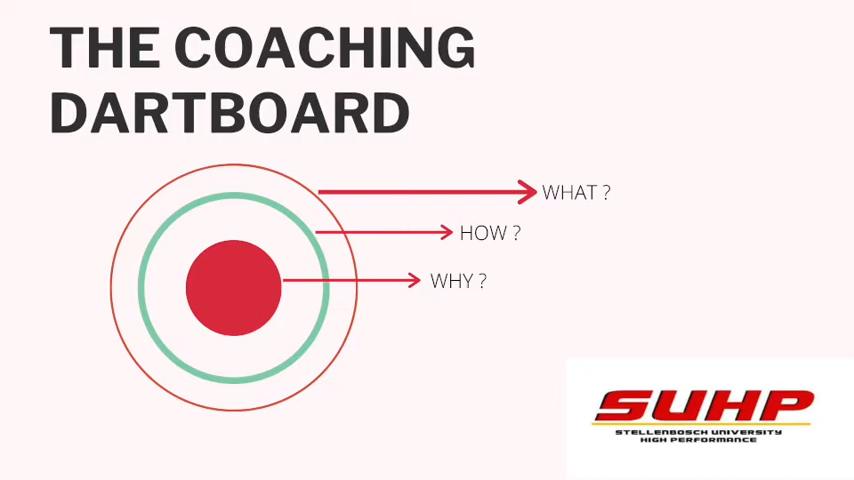 THE COACHING
DARTBOARD
WHAT ?
HOW ?
WHY ?
SUHP
STELLENBOSCH UNIVERSITY
HIGH PERFORMANCE